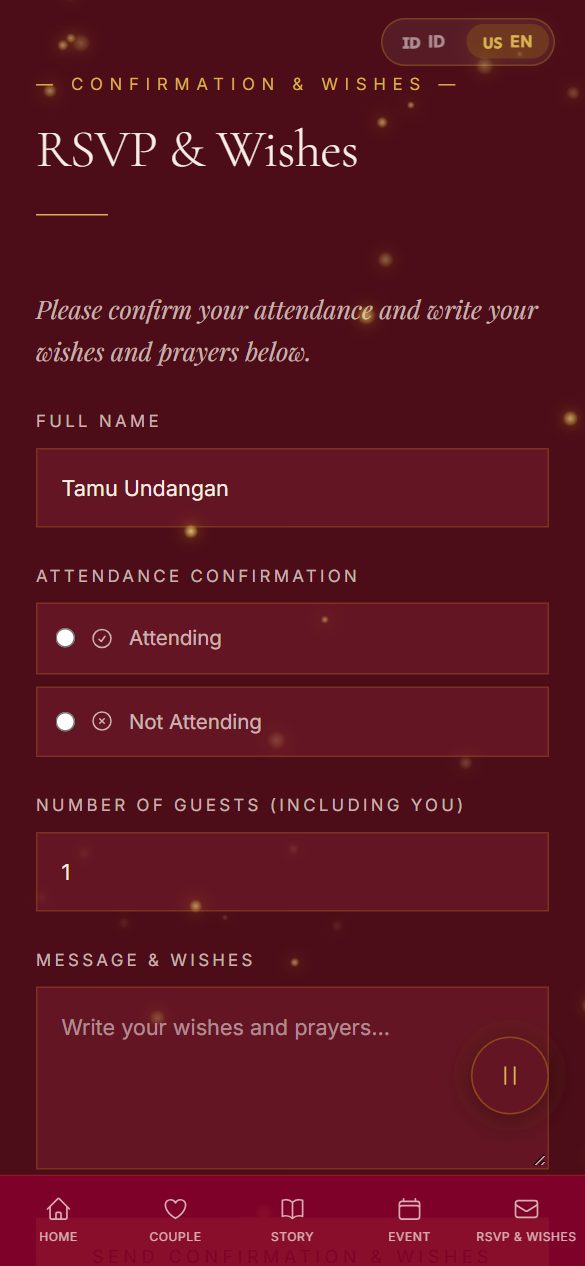 ID ID US EN
— CONFIRMATION & WISHES —
RSVP & Wishes
Please confirm your attendance and write your
wishes and prayers below.
FULL NAME
Tamu Undangan
ATTENDANCE CONFIRMATION
Attending
Not Attending
NUMBER OF GUESTS (INCLUDING YOU)
1
MESSAGE & WISHES
Write your wishes and prayers...
HOME COUPLE STORY EVENT RSVP & WISHES
SEND CONFIRMATION & WISHES